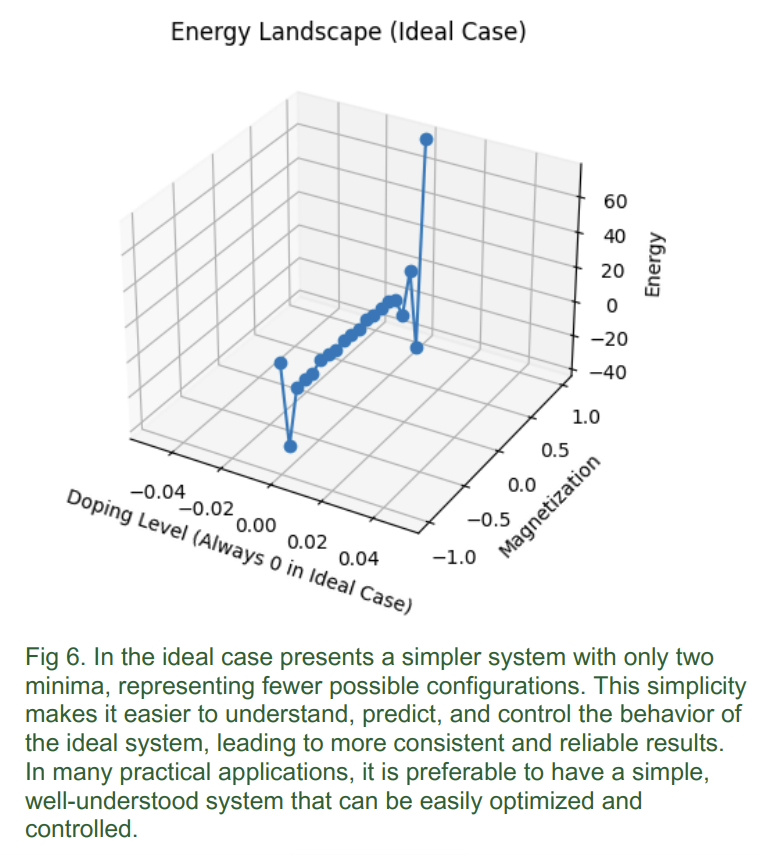 Energy Landscape (Ideal Case)
60
40
20
0
−20
−40
Energy
1.0
0.5
0.0
−0.5
−1.0
Magnetization
−0.04
−0.02
0.00
0.02
0.04
Doping Level (Always 0 in Ideal Case)
Fig 6. In the ideal case presents a simpler system with only two
minima, representing fewer possible configurations. This simplicity
makes it easier to understand, predict, and control the behavior of
the ideal system, leading to more consistent and reliable results.
In many practical applications, it is preferable to have a simple,
well-understood system that can be easily optimized and
controlled.